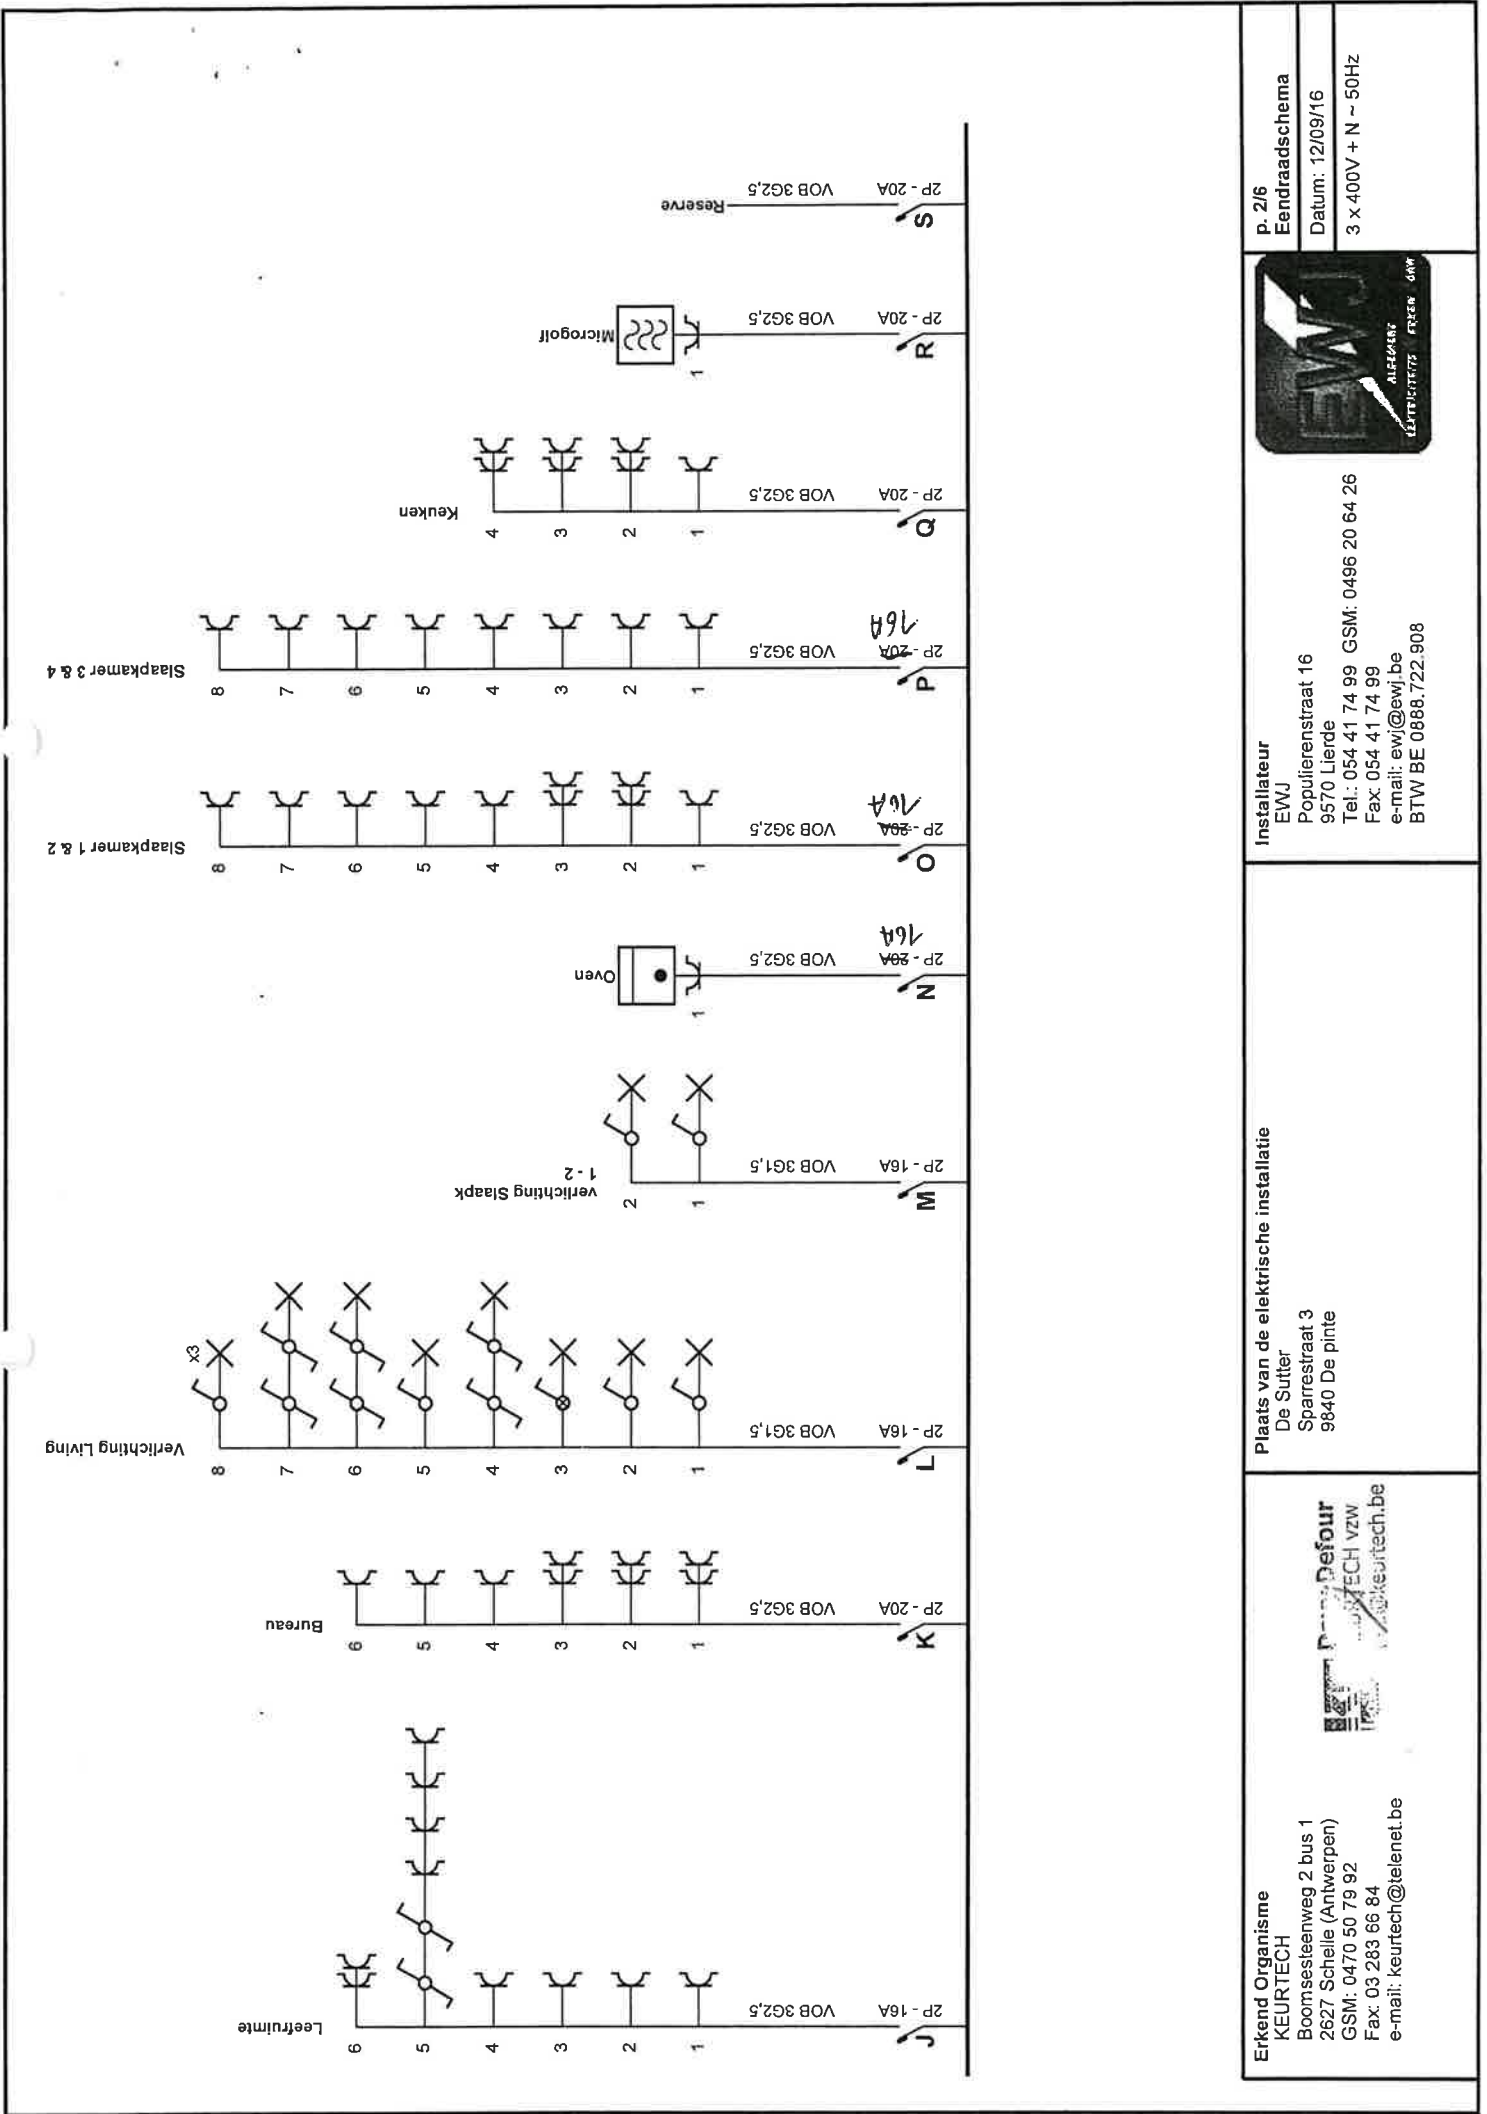 Leefruimte
6
5
4
3
2
1
VOB 3G2,5
2P - 16A
J
Bureau
6
5
4
3
2
1
VOB 3G2,5
2P - 20A
K
Verlichting Living
x3
8
7
6
5
4
3
2
1
VOB 3G1,5
2P - 16A
L
verlichting Slaapk
1 - 2
2
1
VOB 3G1,5
2P - 16A
M
Oven
1
VOB 3G2,5
2P - 20A
16A
N
Slaapkamer 1 & 2
8
7
6
5
4
3
2
1
VOB 3G2,5
2P - 20A
16A
O
Slaapkamer 3 & 4
8
7
6
5
4
3
2
1
VOB 3G2,5
2P - 20A
16A
P
Keuken
4
3
2
1
VOB 3G2,5
2P - 20A
Q
Microgolf
1
VOB 3G2,5
2P - 20A
R
Reserve
VOB 3G2,5
2P - 20A
S
Erkend Organisme
KEURTECH
Boomsesteenweg 2 bus 1
2627 Schelle (Antwerpen)
GSM: 0470 50 79 92
Fax: 03 283 66 84
e-mail: keurtech@telenet.be
Defour
VZW
@keurtech.be
Plaats van de elektrische installatie
De Sutter
Sparrestraat 3
9840 De pinte
Installateur
EWJ
Populierenstraat 16
9570 Lierde
Tel.: 054 41 74 99 GSM: 0496 20 64 26
Fax: 054 41 74 99
e-mail: ewj@ewj.be
BTW BE 0888.722.908
EWJ
p. 2/6
Eendraadschema
Datum: 12/09/16
3 x 400V + N ~ 50Hz